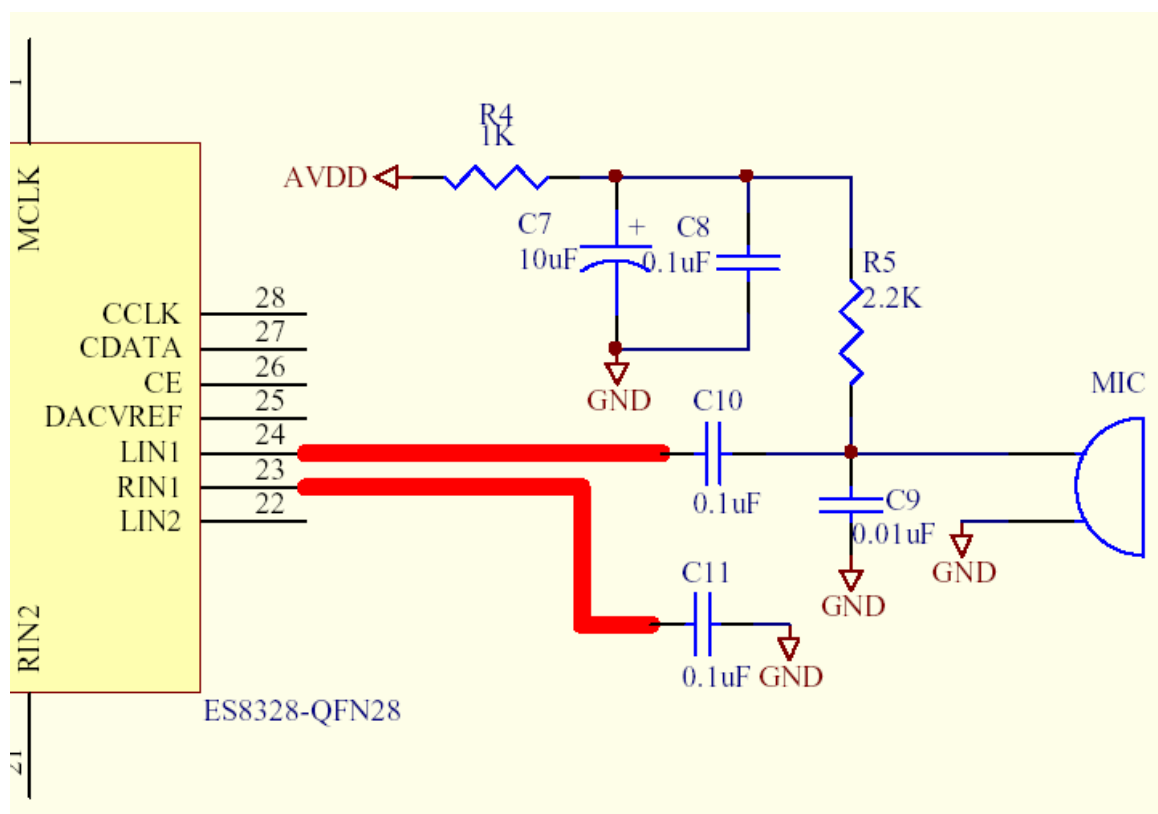 1
MCLK
R4
1K
AVDD
C7
+
10uF
C8
0.1uF
R5
2.2K
GND
CCLK 28
CDATA 27
CE 26
DACVREF 25
LIN1 24
RIN1 23
LIN2 22
C10
0.1uF
MIC
C9
0.01uF
GND
GND
C11
0.1uF
GND
RIN2
21
ES8328-QFN28